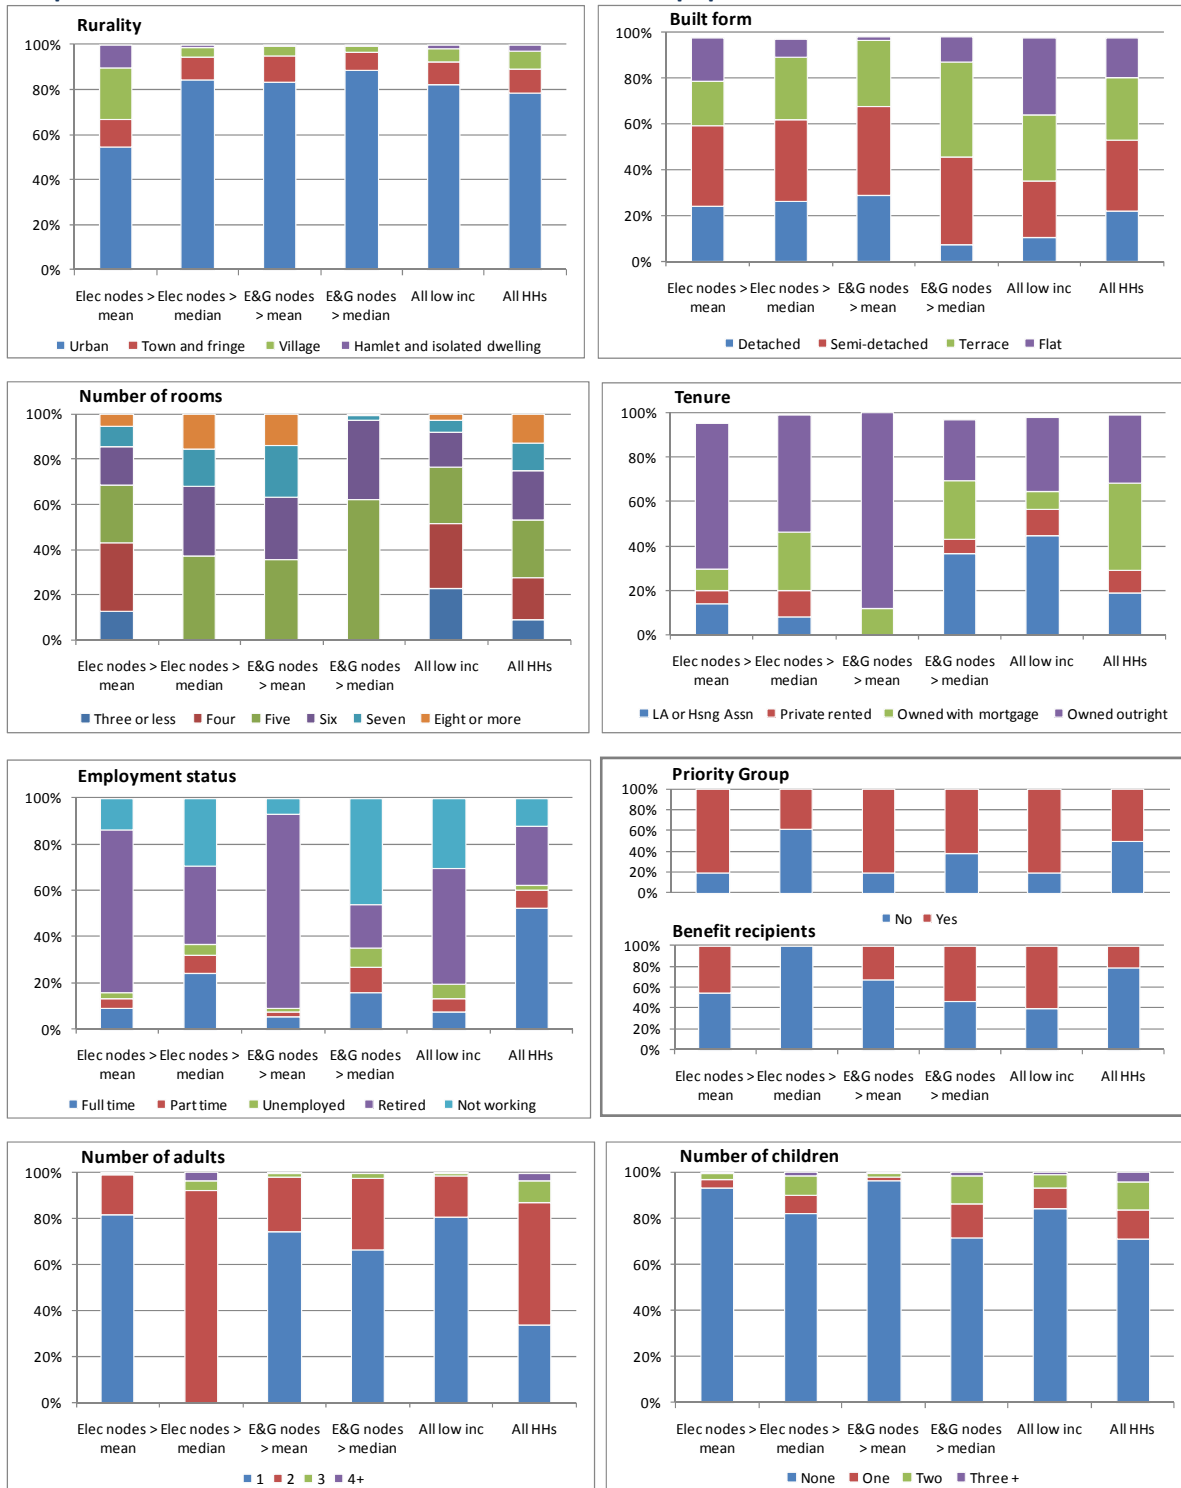 Rurality
100%
80%
60%
40%
20%
0%
Elec nodes > mean
Elec nodes > median
E&G nodes > mean
E&G nodes > median
All low inc
All HHs
Urban
Town and fringe
Village
Hamlet and isolated dwelling
Built form
100%
80%
60%
40%
20%
0%
Elec nodes > mean
Elec nodes > median
E&G nodes > mean
E&G nodes > median
All low inc
All HHs
Detached
Semi-detached
Terrace
Flat
Number of rooms
100%
80%
60%
40%
20%
0%
Elec nodes > mean
Elec nodes > median
E&G nodes > mean
E&G nodes > median
All low inc
All HHs
Three or less
Four
Five
Six
Seven
Eight or more
Tenure
100%
80%
60%
40%
20%
0%
Elec nodes > mean
Elec nodes > median
E&G nodes > mean
E&G nodes > median
All low inc
All HHs
LA or Hsng Assn
Private rented
Owned with mortgage
Owned outright
Employment status
100%
80%
60%
40%
20%
0%
Elec nodes > mean
Elec nodes > median
E&G nodes > mean
E&G nodes > median
All low inc
All HHs
Full time
Part time
Unemployed
Retired
Not working
Priority Group
100%
80%
60%
40%
20%
0%
No
Yes
Benefit recipients
100%
80%
60%
40%
20%
0%
Elec nodes > mean
Elec nodes > median
E&G nodes > mean
E&G nodes > median
All low inc
All HHs
Number of adults
100%
80%
60%
40%
20%
0%
Elec nodes > mean
Elec nodes > median
E&G nodes > mean
E&G nodes > median
All low inc
All HHs
1
2
3
4+
Number of children
100%
80%
60%
40%
20%
0%
Elec nodes > mean
Elec nodes > median
E&G nodes > mean
E&G nodes > median
All low inc
All HHs
None
One
Two
Three +